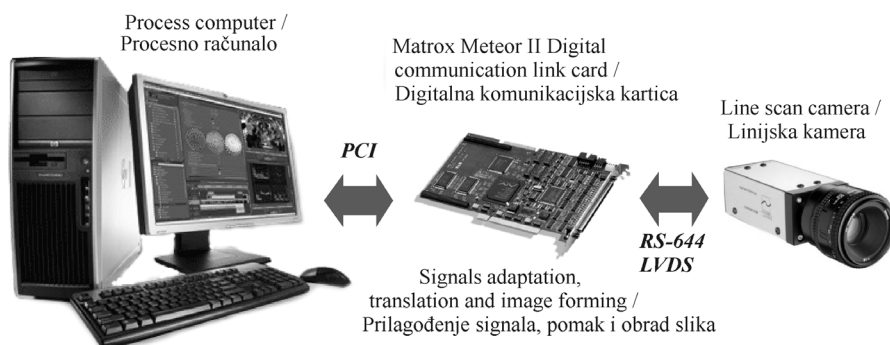 Process computer /
Procesno računalo
Matrox Meteor II Digital
communication link card /
Digitalna komunikacijska kartica
Line scan camera /
Linijska kamera
PCI
RS-644
LVDS
Signals adaptation,
translation and image forming /
Prilagođenje signala, pomak i obrad slika